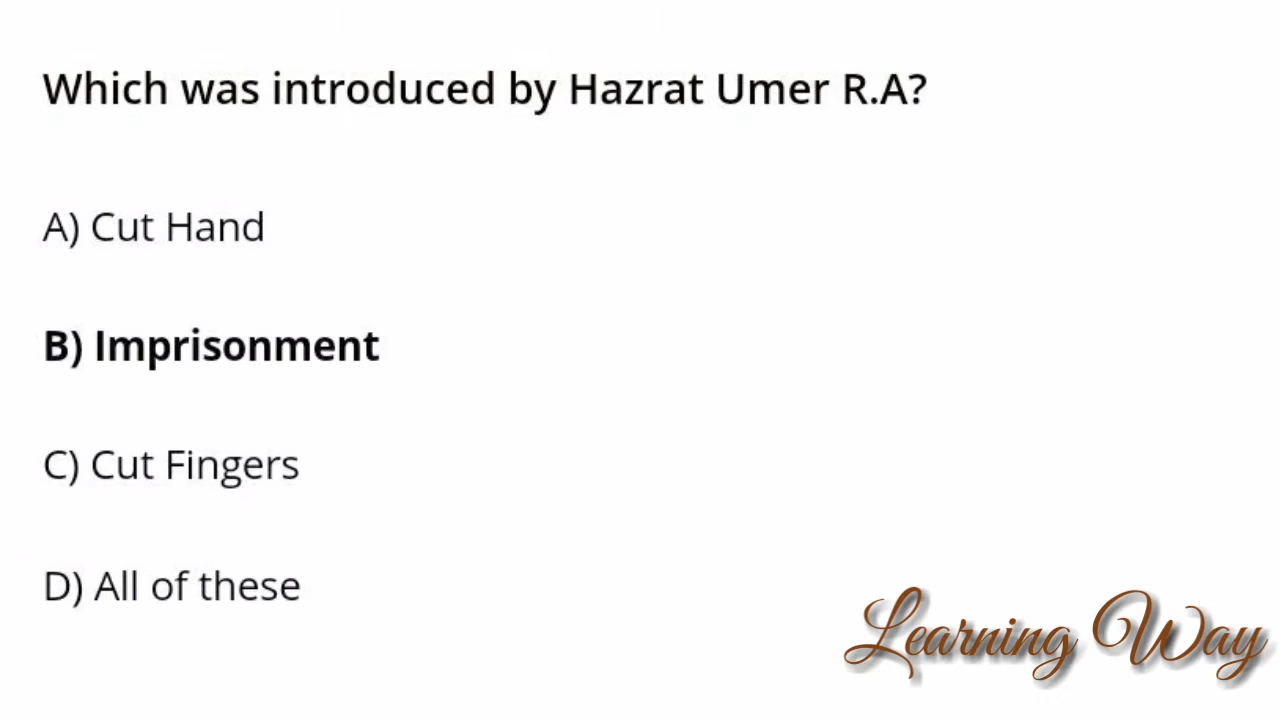 Which was introduced by Hazrat Umer R.A?
A) Cut Hand
B) Imprisonment
C) Cut Fingers
D) All of these
Learning Way